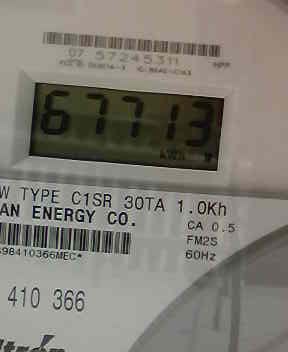 07 57245311
67713
KWH
W TYPE C1SR 30TA 1.0Kh
AN ENERGY CO.
CA 0.5
FM2S
60Hz
S98410366MEC*
410 366